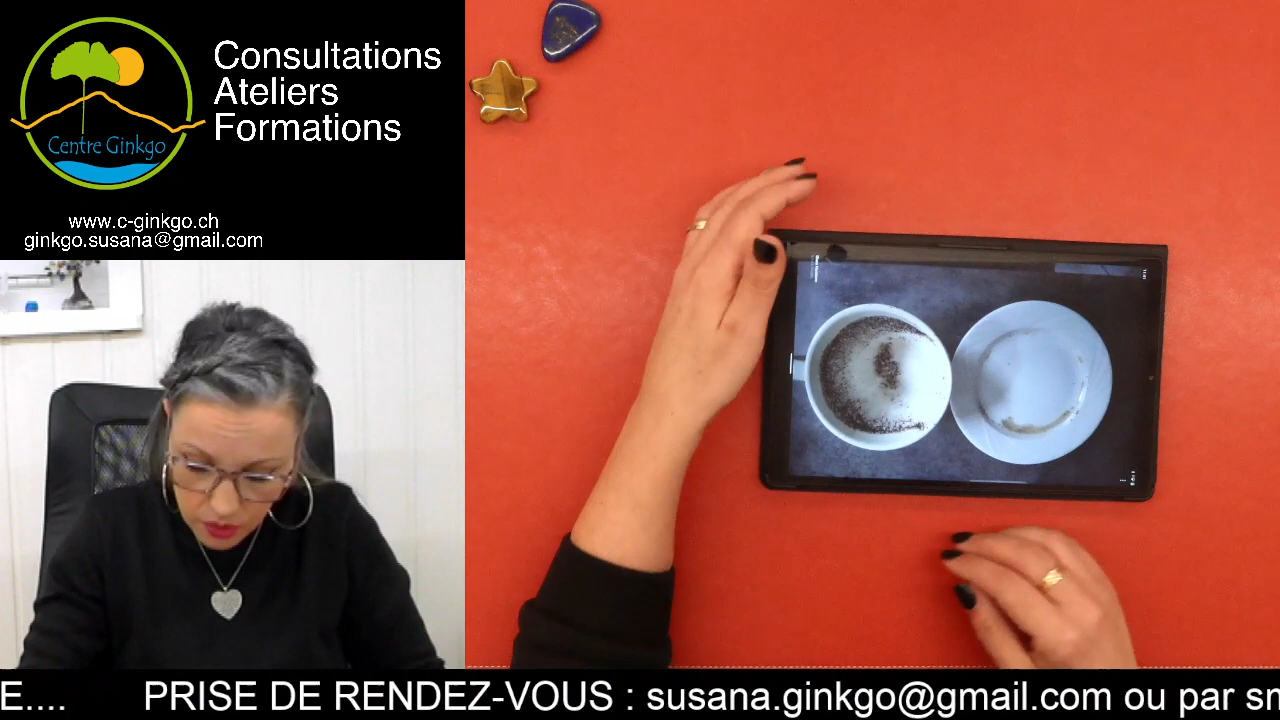 Consultations
Ateliers
Formations
Centre Ginkgo
www.c-ginkgo.ch
ginkgo.susana@gmail.com
E.... PRISE DE RENDEZ-VOUS : susana.ginkgo@gmail.com ou par sm